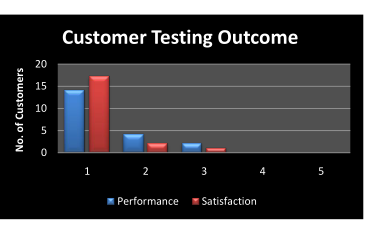 Customer Testing Outcome
No. of Customers
20
15
10
5
0
1 2 3 4 5
Performance Satisfaction